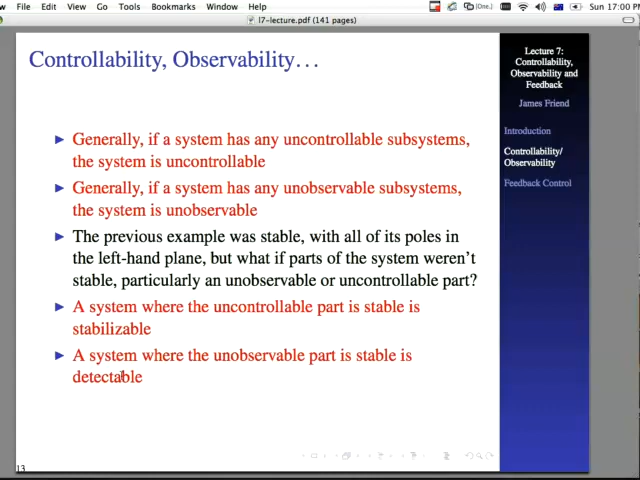 w File Edit View Go Tools Bookmarks Window Help (One.) Sun 17:00 PM
l7-lecture.pdf (141 pages)
Controllability, Observability…
Generally, if a system has any uncontrollable subsystems,
the system is uncontrollable
Generally, if a system has any unobservable subsystems,
the system is unobservable
The previous example was stable, with all of its poles in
the left-hand plane, but what if parts of the system weren't
stable, particularly an unobservable or uncontrollable part?
A system where the uncontrollable part is stable is
stabilizable
A system where the unobservable part is stable is
detectable
13
Lecture 7:
Controllability,
Observability and
Feedback
James Friend
Introduction
Controllability/
Observability
Feedback Control